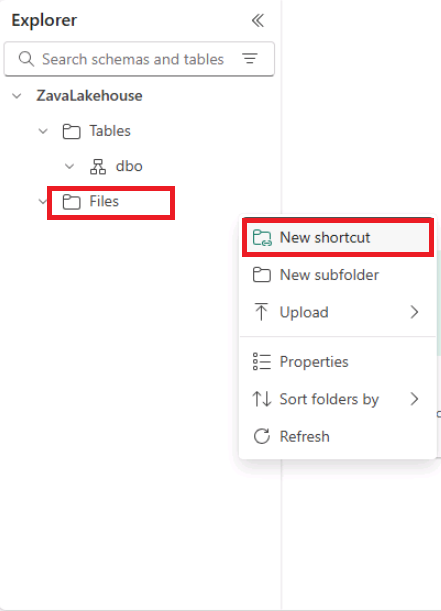 Explorer
Search schemas and tables
ZavaLakehouse
Tables
dbo
Files
New shortcut
New subfolder
Upload
Properties
Sort folders by
Refresh